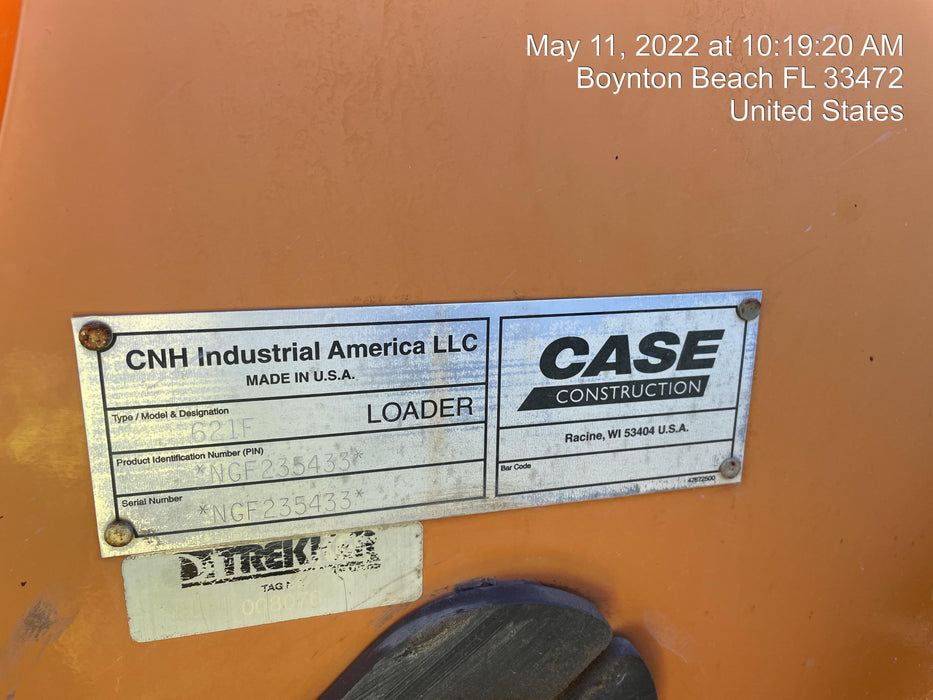 May 11, 2022 at 10:19:20 AM
Boynton Beach FL 33472
United States
CNH Industrial America LLC
MADE IN U.S.A.
Type / Model & Designation
621F
LOADER
Product Identification Number (PIN)
*NGF235433*
Serial Number
*NGF235433*
CASE
CONSTRUCTION
Racine, WI 53404 U.S.A.
Bar Code
47872500
TAG